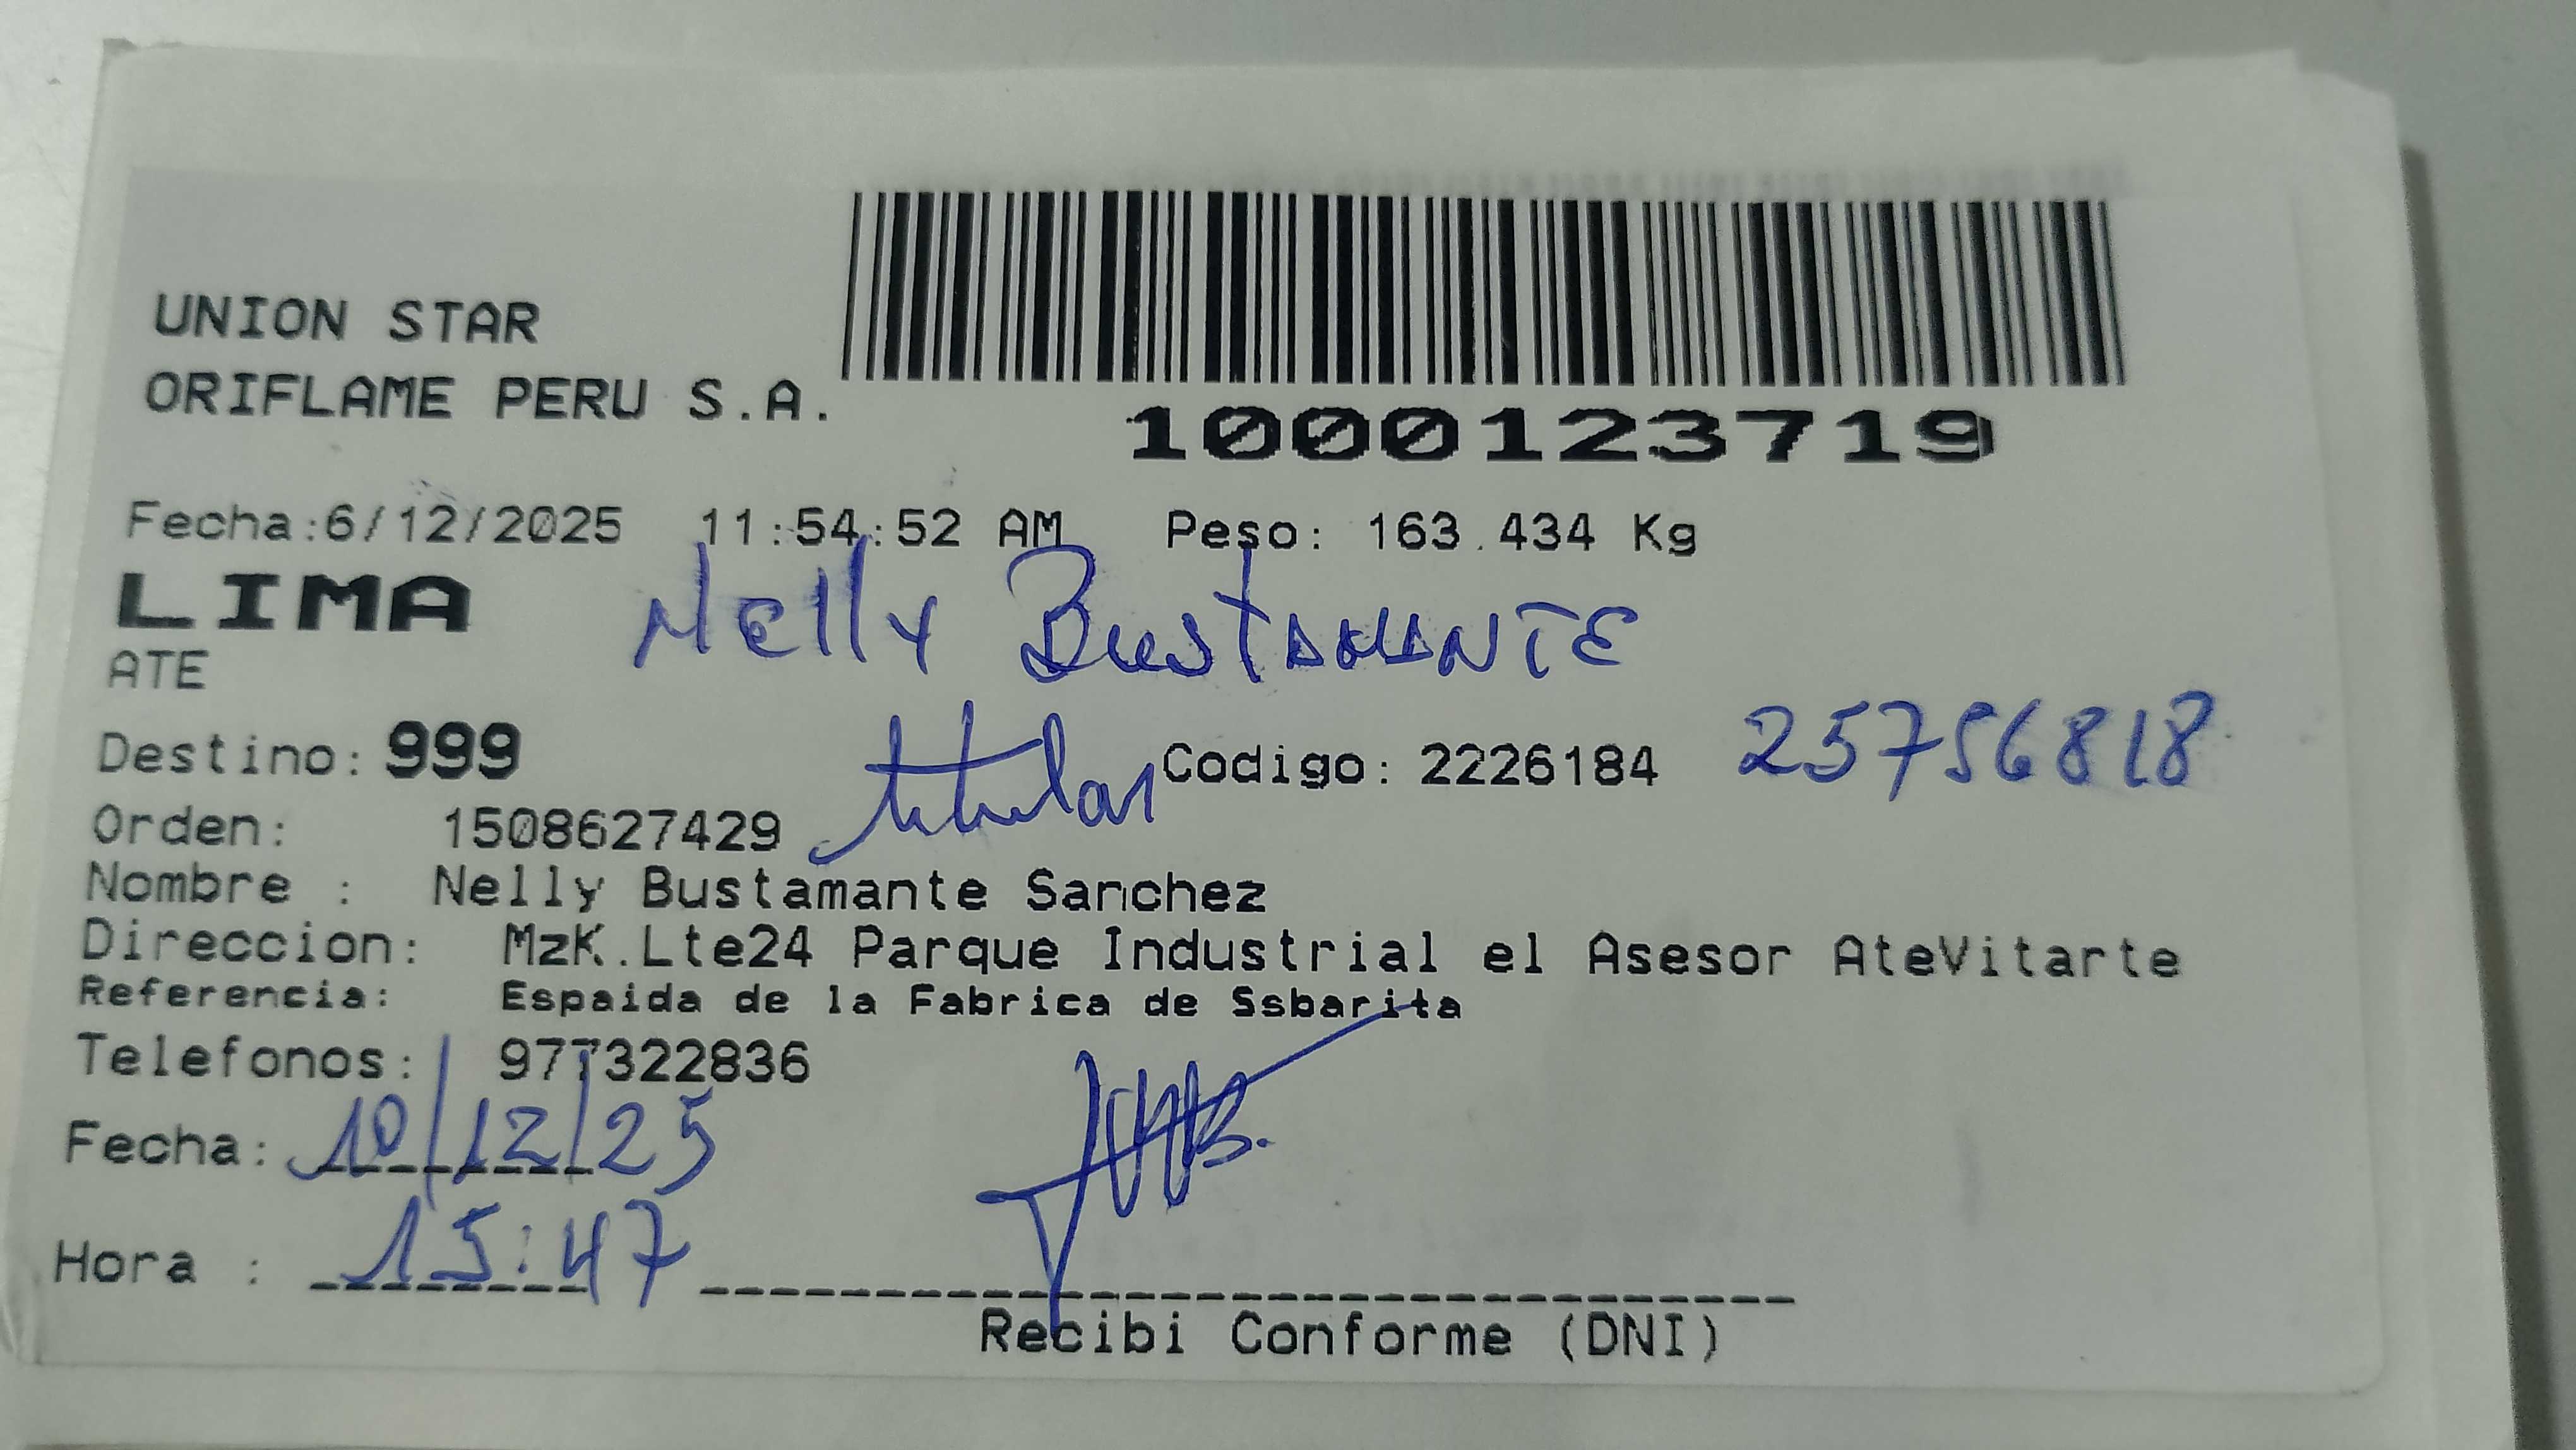 UNION STAR
ORIFLAME PERU S.A.
1000123719
Fecha:6/12/2025 11:54:52 AM Peso: 163.434 Kg
LIMA
Nelly BUSTAMANTE
ATE
Destino: 999
titular
Codigo: 2226184
25756818
Orden: 1508627429
Nombre : Nelly Bustamante Sanchez
Direccion: MzK.Lte24 Parque Industrial el Asesor AteVitarte
Referencia: Espaida de la Fabrica de Ssbarita
Telefonos: 977322836
Fecha: 10/12/25
Hora : 15:47
Recibi Conforme (DNI)